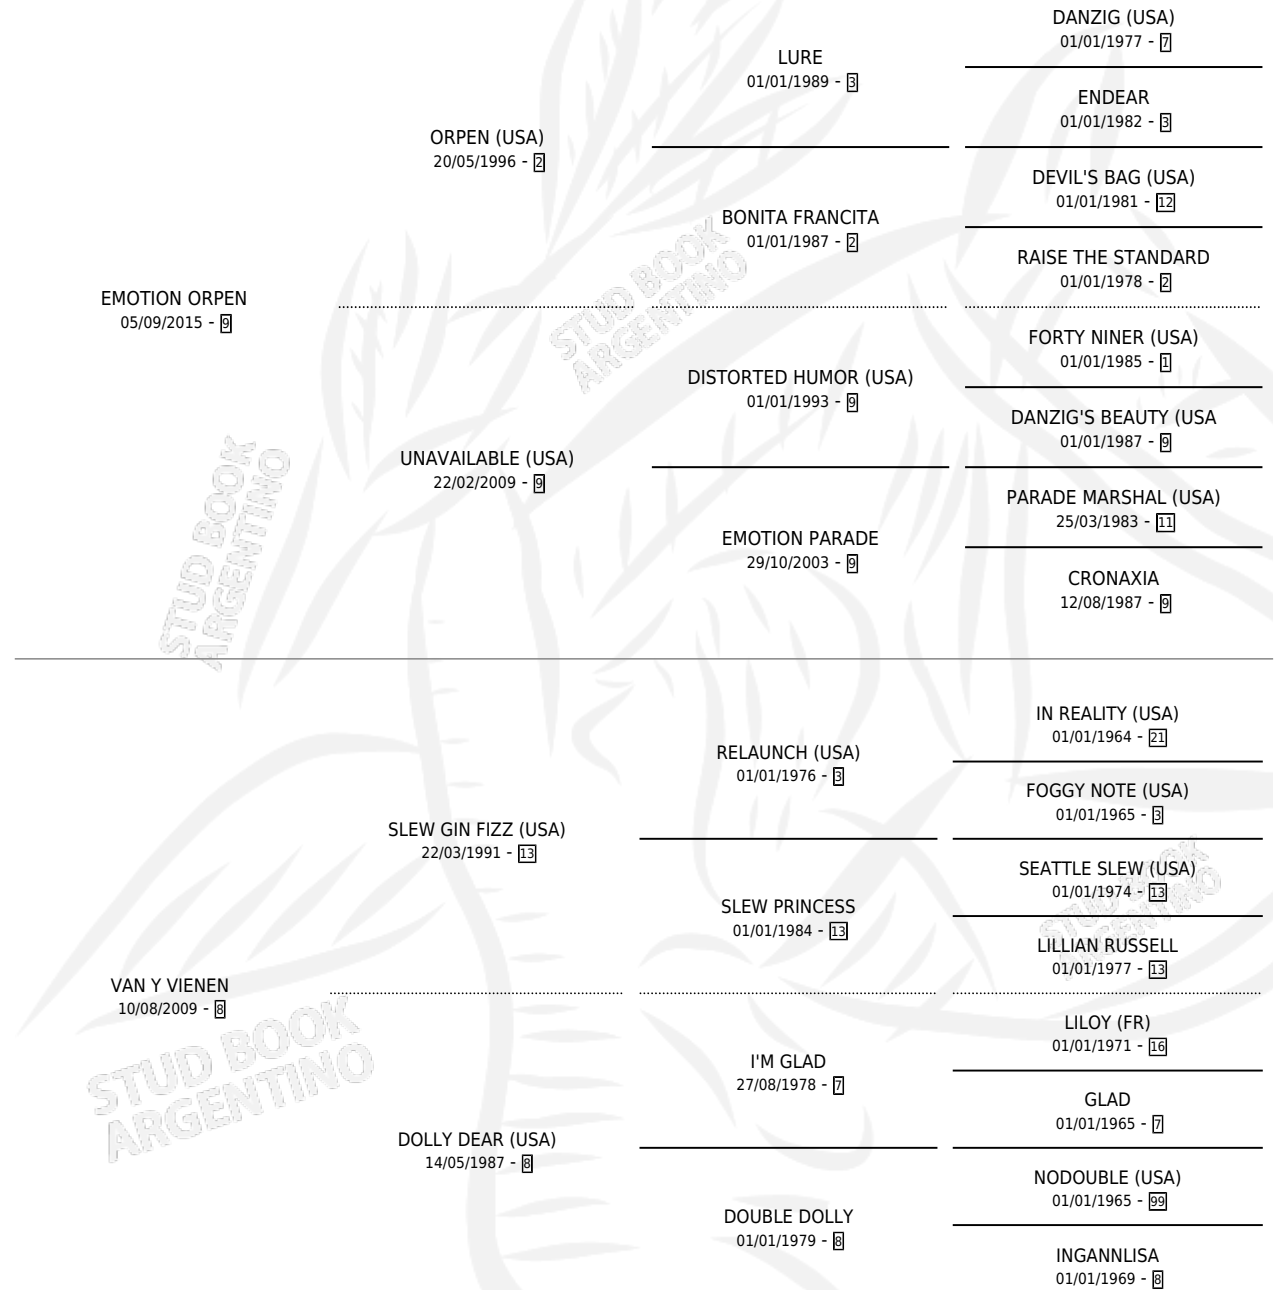 DANZIG (USA)
01/01/1977 - 7
LURE
01/01/1989 - 3
ENDEAR
01/01/1982 - 3
ORPEN (USA)
20/05/1996 - 2
DEVIL'S BAG (USA)
01/01/1981 - 12
BONITA FRANCITA
01/01/1987 - 2
RAISE THE STANDARD
01/01/1978 - 2
EMOTION ORPEN
05/09/2015 - 9
FORTY NINER (USA)
01/01/1985 - 1
DISTORTED HUMOR (USA)
01/01/1993 - 9
DANZIG'S BEAUTY (USA
01/01/1987 - 9
UNAVAILABLE (USA)
22/02/2009 - 9
PARADE MARSHAL (USA)
25/03/1983 - 11
EMOTION PARADE
29/10/2003 - 9
CRONAXIA
12/08/1987 - 9
IN REALITY (USA)
01/01/1964 - 21
RELAUNCH (USA)
01/01/1976 - 3
FOGGY NOTE (USA)
01/01/1965 - 3
SLEW GIN FIZZ (USA)
22/03/1991 - 13
SEATTLE SLEW (USA)
01/01/1974 - 13
SLEW PRINCESS
01/01/1984 - 13
LILLIAN RUSSELL
01/01/1977 - 13
VAN Y VIENEN
10/08/2009 - 8
LILOY (FR)
01/01/1971 - 16
I'M GLAD
27/08/1978 - 7
GLAD
01/01/1965 - 7
DOLLY DEAR (USA)
14/05/1987 - 8
NODOUBLE (USA)
01/01/1965 - 99
DOUBLE DOLLY
01/01/1979 - 8
INGANNLISA
01/01/1969 - 8
STUD BOOK
ARGENTINO
STUD BOOK
ARGENTINO
STUD BOOK
ARGENTINO
STUD BOOK
ARGENTINO